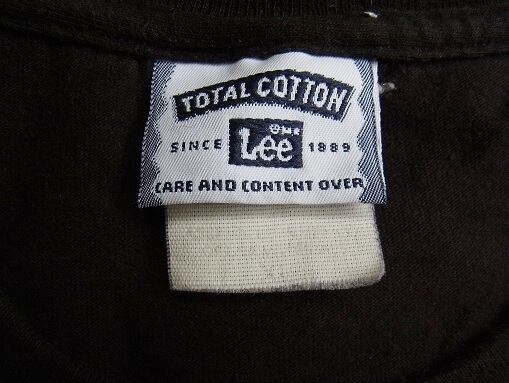 TOTAL COTTON
Lee
SINCE 1889
CARE AND CONTENT OVER